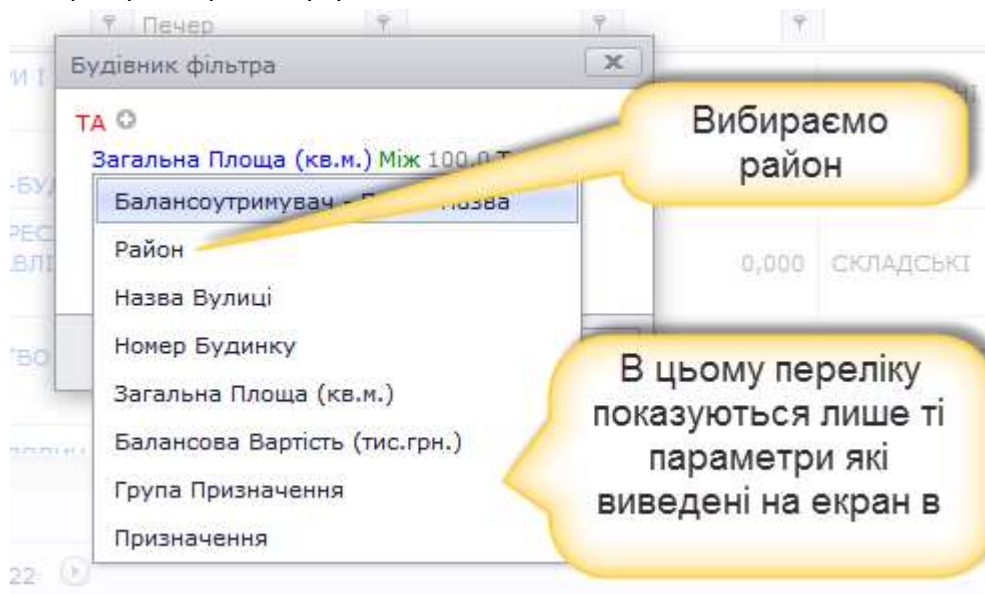 Печер
Будівник фільтра
ТА
Загальна Площа (кв.м.) Між 100.0
Балансоутримувач - Назва
Район
Назва Вулиці
Номер Будинку
Загальна Площа (кв.м.)
Балансова Вартість (тис.грн.)
Група Призначення
Призначення
Вибираємо
район
0,000 СКЛАДСЬКІ
В цьому переліку
показуються лише ті
параметри які
виведені на екран в
22